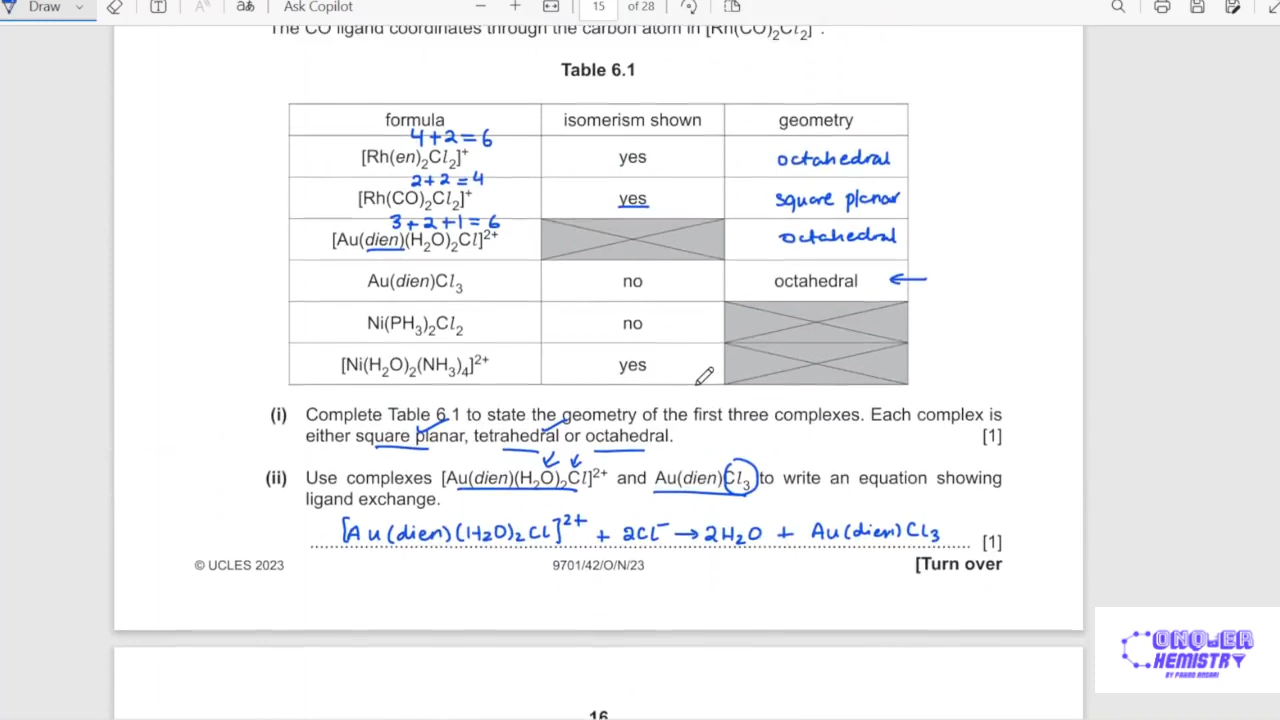 Draw
Ask Copilot
15 of 28
The CO ligand coordinates through the carbon atom in [Rh(CO)₂Cl₂]⁺.
Table 6.1
formula isomerism shown geometry
4+2=6
[Rh(en)₂Cl₂]⁺ yes octahedral
2+2=4
[Rh(CO)₂Cl₂]⁺ yes square planar
3+2+1=6
[Au(dien)(H₂O)₂Cl]²⁺ octahedral
Au(dien)Cl₃ no octahedral ←
Ni(PH₃)₂Cl₂ no
[Ni(H₂O)₂(NH₃)₄]²⁺ yes
(i) Complete Table 6.1 to state the geometry of the first three complexes. Each complex is
either square planar, tetrahedral or octahedral. [1]
(ii) Use complexes [Au(dien)(H₂O)₂Cl]²⁺ and Au(dien)Cl₃ to write an equation showing
ligand exchange.
[Au(dien)(H₂O)₂Cl]²⁺ + 2Cl⁻ → 2H₂O + Au(dien)Cl₃
[1]
© UCLES 2023 9701/42/O/N/23 [Turn over
CONQUER
CHEMISTRY
BY FAHAD ANSARI
16